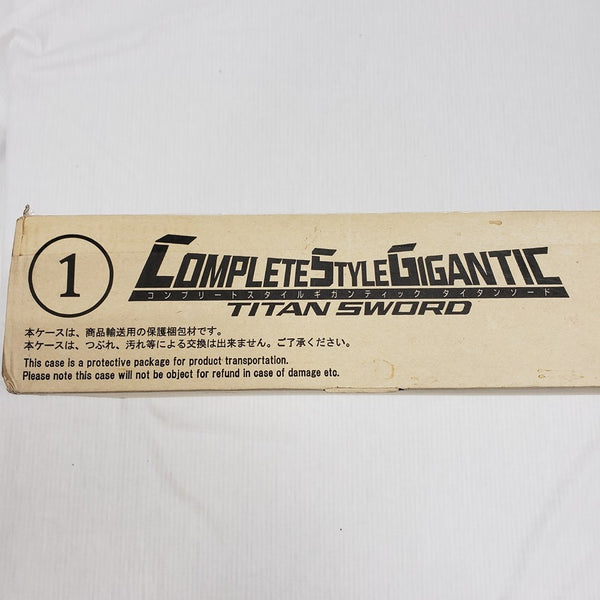 1
COMPLETE STYLE GIGANTIC
コンプリートスタイルギガンティック タイタンソード
TITAN SWORD
本ケースは、商品輸送用の保護梱包材です。
本ケースは、つぶれ、汚れ等による交換は出来ません。ご了承ください。
This case is a protective package for product transportation.
Please note this case will not be object for refund in case of damage etc.